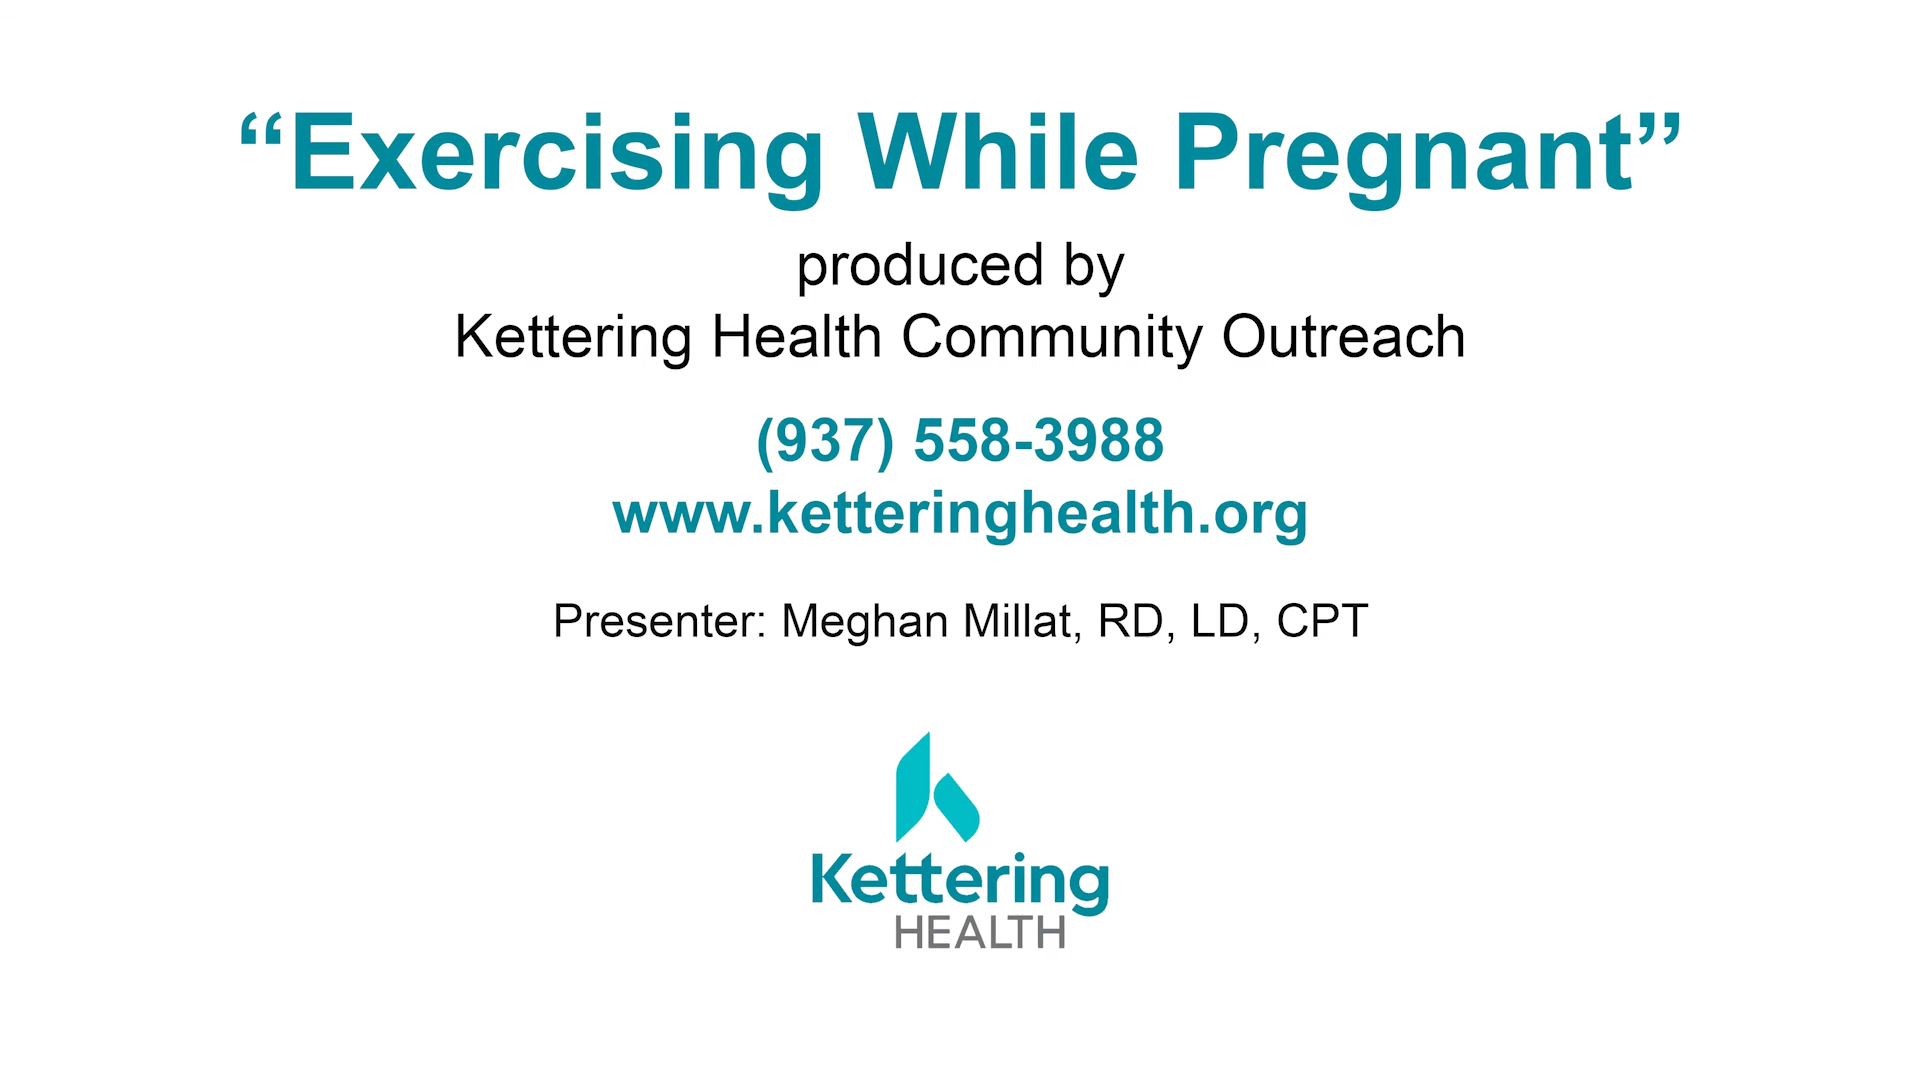 “Exercising While Pregnant”
produced by
Kettering Health Community Outreach
(937) 558-3988
www.ketteringhealth.org
Presenter: Meghan Millat, RD, LD, CPT
Kettering
HEALTH